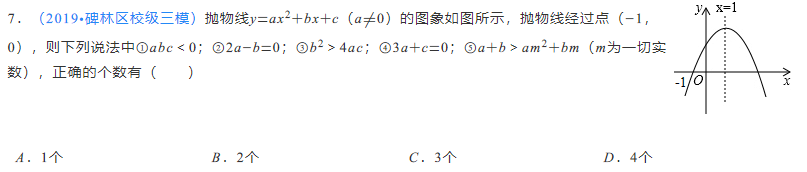 7．（2019•碑林区校级三模）抛物线y=ax²+bx+c（a≠0）的图象如图所示，抛物线经过点（−1，
0），则下列说法中①abc＜0；②2a−b=0；③b²＞4ac；④3a+c=0；⑤a+b＞am²+bm（m为一切实
数），正确的个数有（　　）
y x=1
-1 O x
A．1个 B．2个 C．3个 D．4个